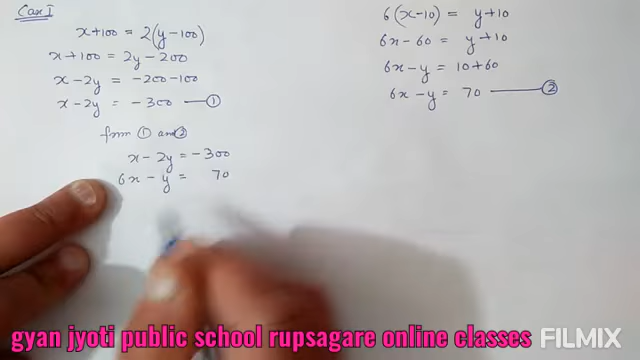 Case I
x+100 = 2(y-100)
x+100 = 2y-200
x-2y = -200-100
x-2y = -300 —— ①
from ① and ②
x-2y = -300
6x-y = 70
6(x-10) = y+10
6x-60 = y+10
6x-y = 10+60
6x-y = 70 —— ②
gyan jyoti public school rupsagare online classes
FILMIX